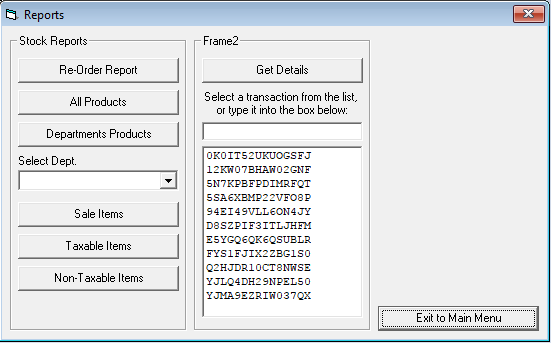 Reports
Stock Reports
Re-Order Report
All Products
Departments Products
Select Dept.
Sale Items
Taxable Items
Non-Taxable Items
Frame2
Get Details
Select a transaction from the list,
or type it into the box below:
0K0IT52UKUOGSFJ
12KW07BHAW02GNF
5N7KPBFPDIMRFQT
5SA6XBMP22VFO8P
94EI49VLL6ON4JY
D8SZPIF3ITLJHFM
E5YGQ6QK6QSUBLR
FYS1FJIX2ZBG1S0
Q2HJDR10CT8NWSE
YJLQ4DH29NPEL50
YJMA9EZRIW037QX
Exit to Main Menu